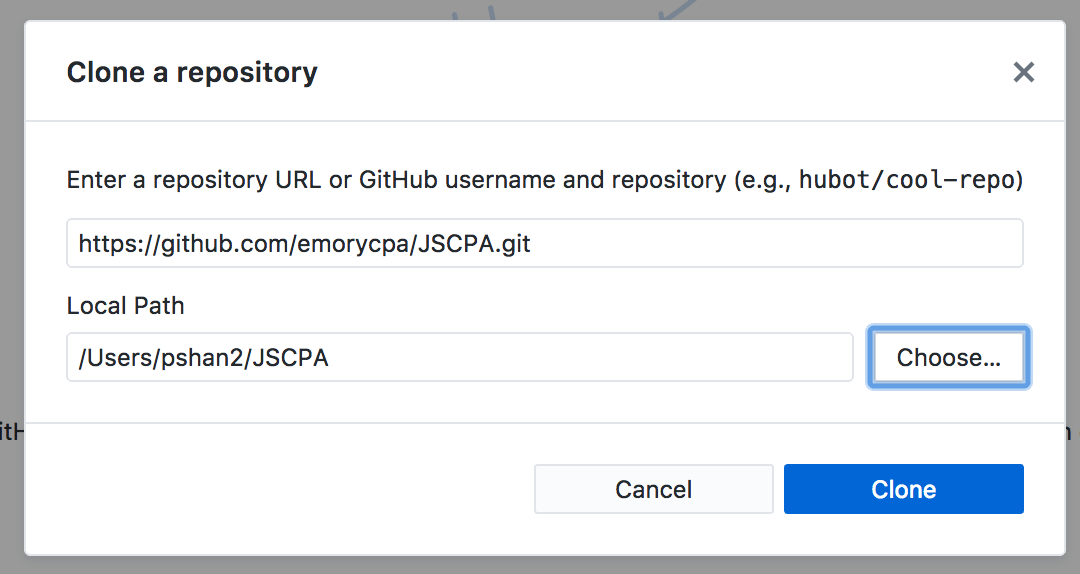 Clone a repository
Enter a repository URL or GitHub username and repository (e.g., hubot/cool-repo)
https://github.com/emorycpa/JSCPA.git
Local Path
/Users/pshan2/JSCPA
Choose...
Cancel
Clone